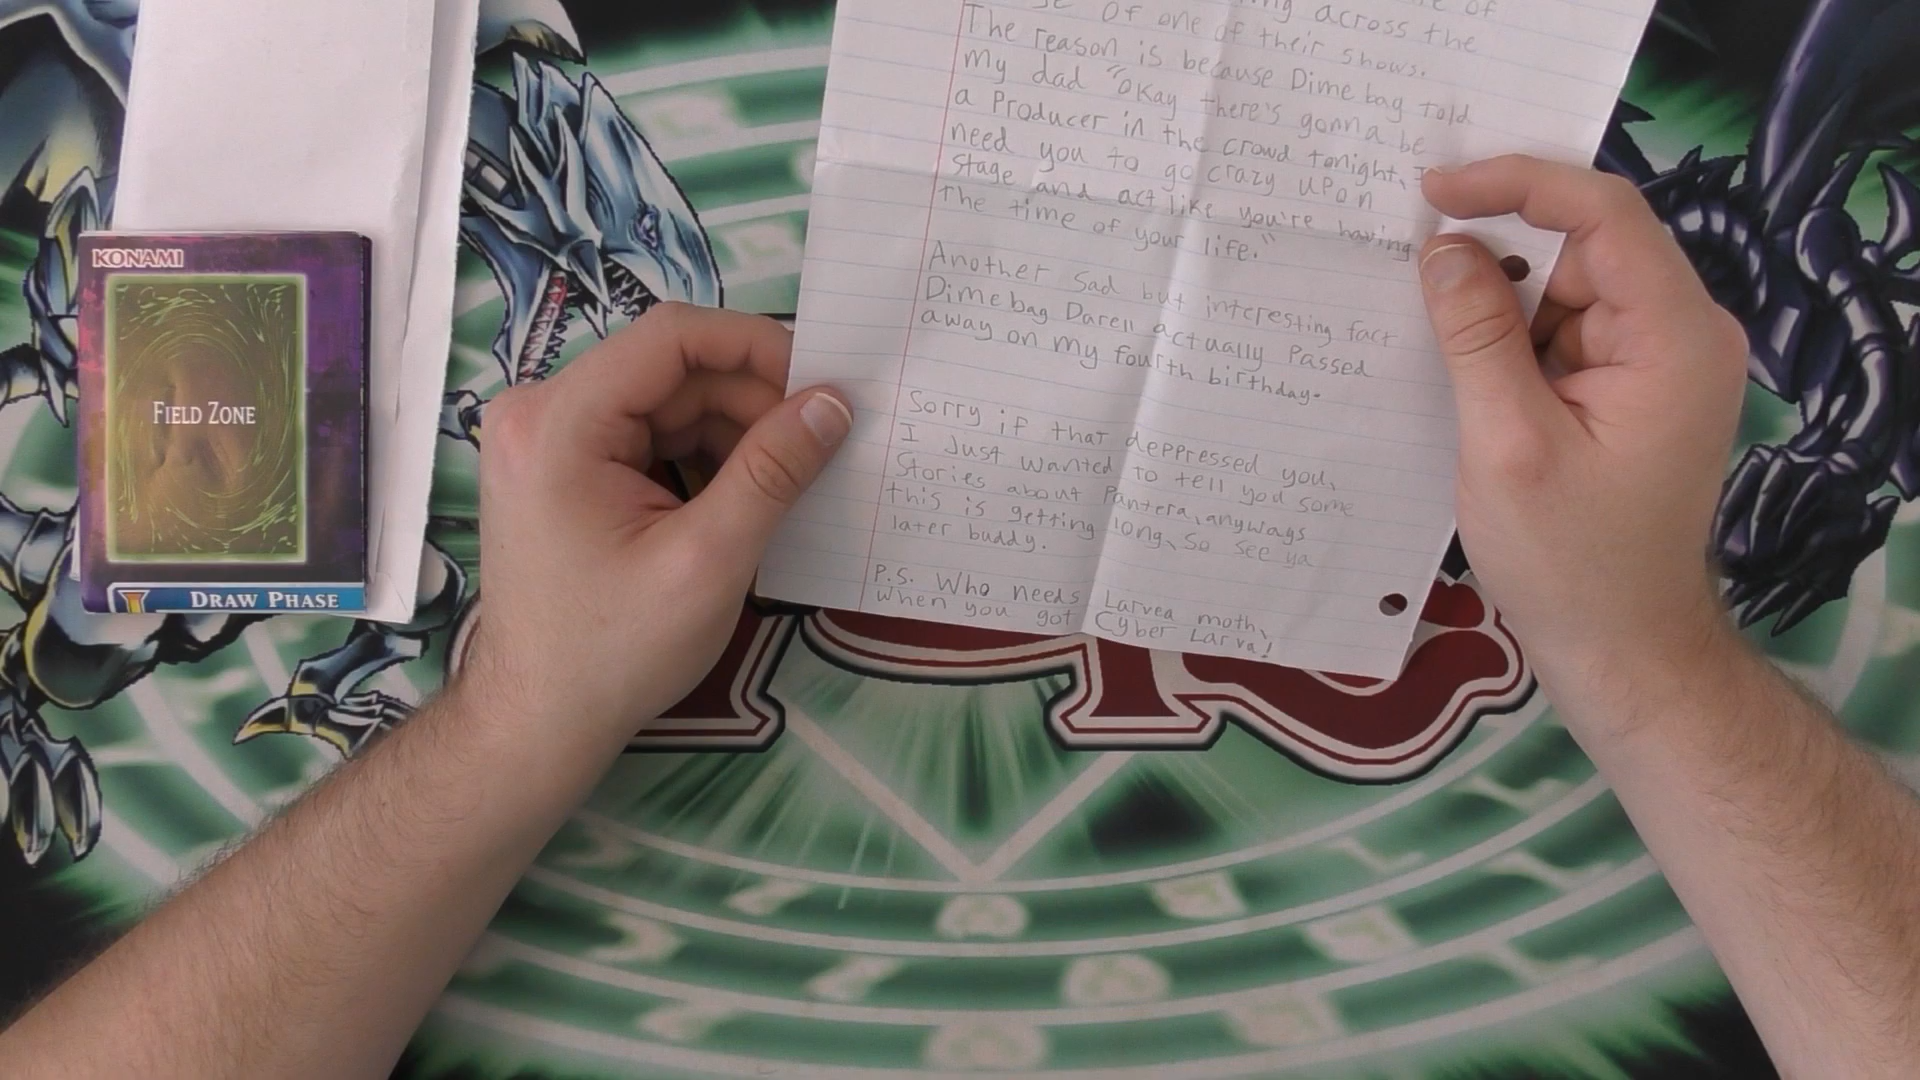 KONAMI
FIELD ZONE
DRAW PHASE
of
across the
of one of their shows.
The reason is because Dimebag told
my dad "okay there's gonna be
a Producer in the crowd tonight, I
need you to go crazy upon
stage and act like you're having
the time of your life."
Another sad but interesting fact
Dimebag Darell actually Passed
away on my fourth birthday.
Sorry if that deppressed you,
I Just wanted to tell you some
Stories about Pantera, anyways
this is getting long, so see ya
later buddy.
P.S. Who needs Larvea moth,
when you got Cyber Larva!